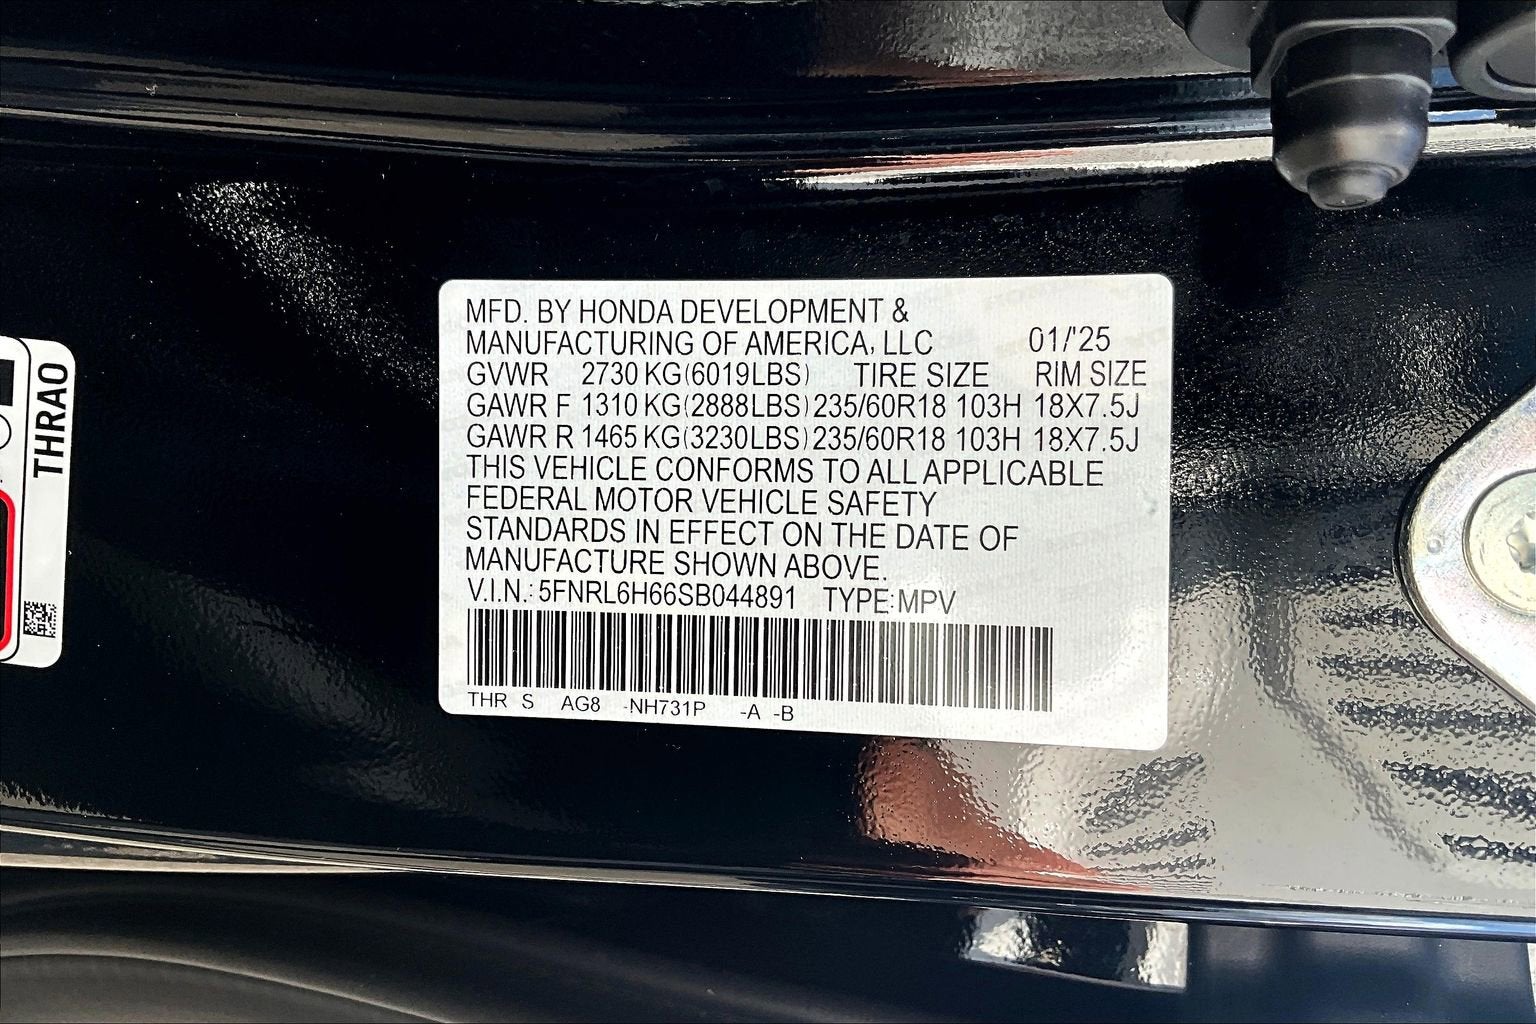 MFD. BY HONDA DEVELOPMENT &
MANUFACTURING OF AMERICA, LLC 01/'25
GVWR 2730 KG(6019LBS) TIRE SIZE RIM SIZE
GAWR F 1310 KG(2888LBS) 235/60R18 103H 18X7.5J
GAWR R 1465 KG(3230LBS) 235/60R18 103H 18X7.5J
THIS VEHICLE CONFORMS TO ALL APPLICABLE
FEDERAL MOTOR VEHICLE SAFETY
STANDARDS IN EFFECT ON THE DATE OF
MANUFACTURE SHOWN ABOVE.
V.I.N.: 5FNRL6H66SB044891 TYPE:MPV
THR S AG8 -NH731P -A -B
THRAO